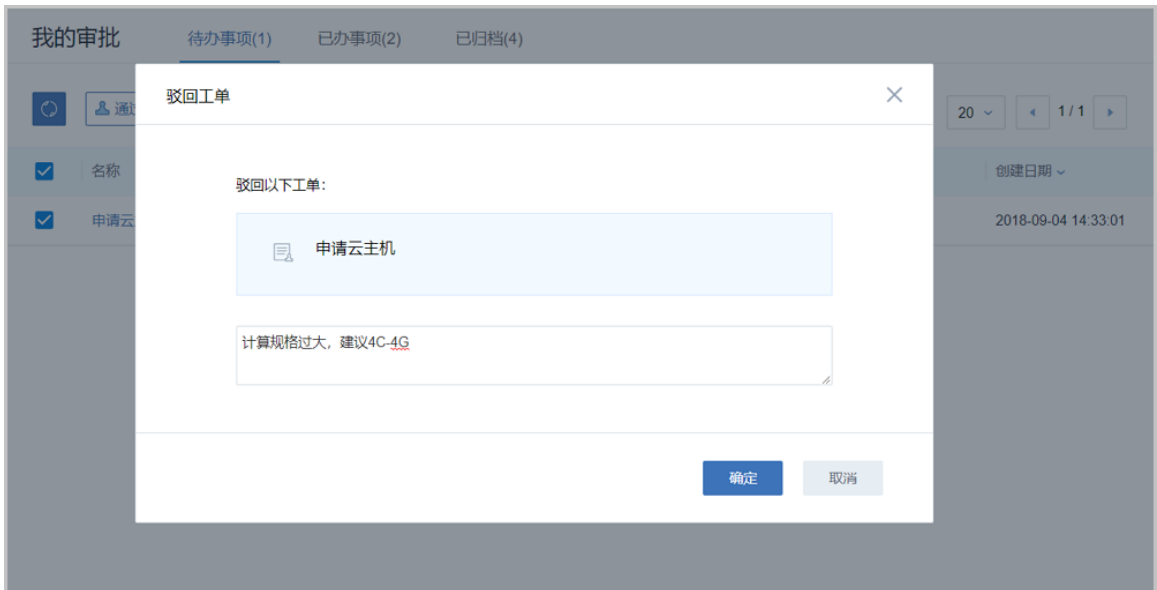 我的审批 待办事项(1) 已办事项(2) 已归档(4)
驳回工单
通过
20 1 / 1
名称 创建日期
驳回以下工单：
申请云 2018-09-04 14:33:01
申请云主机
计算规格过大，建议4C-4G
确定 取消